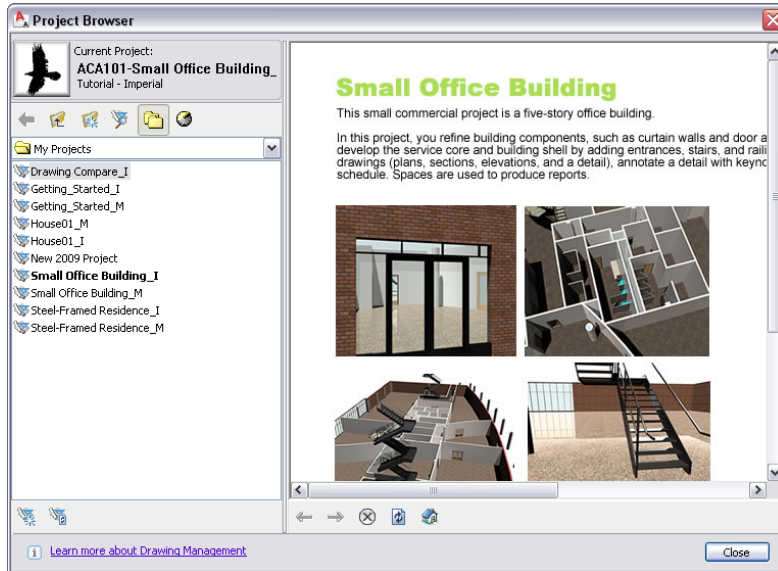 Project Browser
Current Project:
ACA101-Small Office Building_
Tutorial - Imperial
My Projects
Drawing Compare_I
Getting_Started_I
Getting_Started_M
House01_M
House01_I
New 2009 Project
Small Office Building_I
Small Office Building_M
Steel-Framed Residence_I
Steel-Framed Residence_M
Small Office Building
This small commercial project is a five-story office building.
In this project, you refine building components, such as curtain walls and door a
develop the service core and building shell by adding entrances, stairs, and raili
drawings (plans, sections, elevations, and a detail), annotate a detail with keyno
schedule. Spaces are used to produce reports.
Learn more about Drawing Management
Close